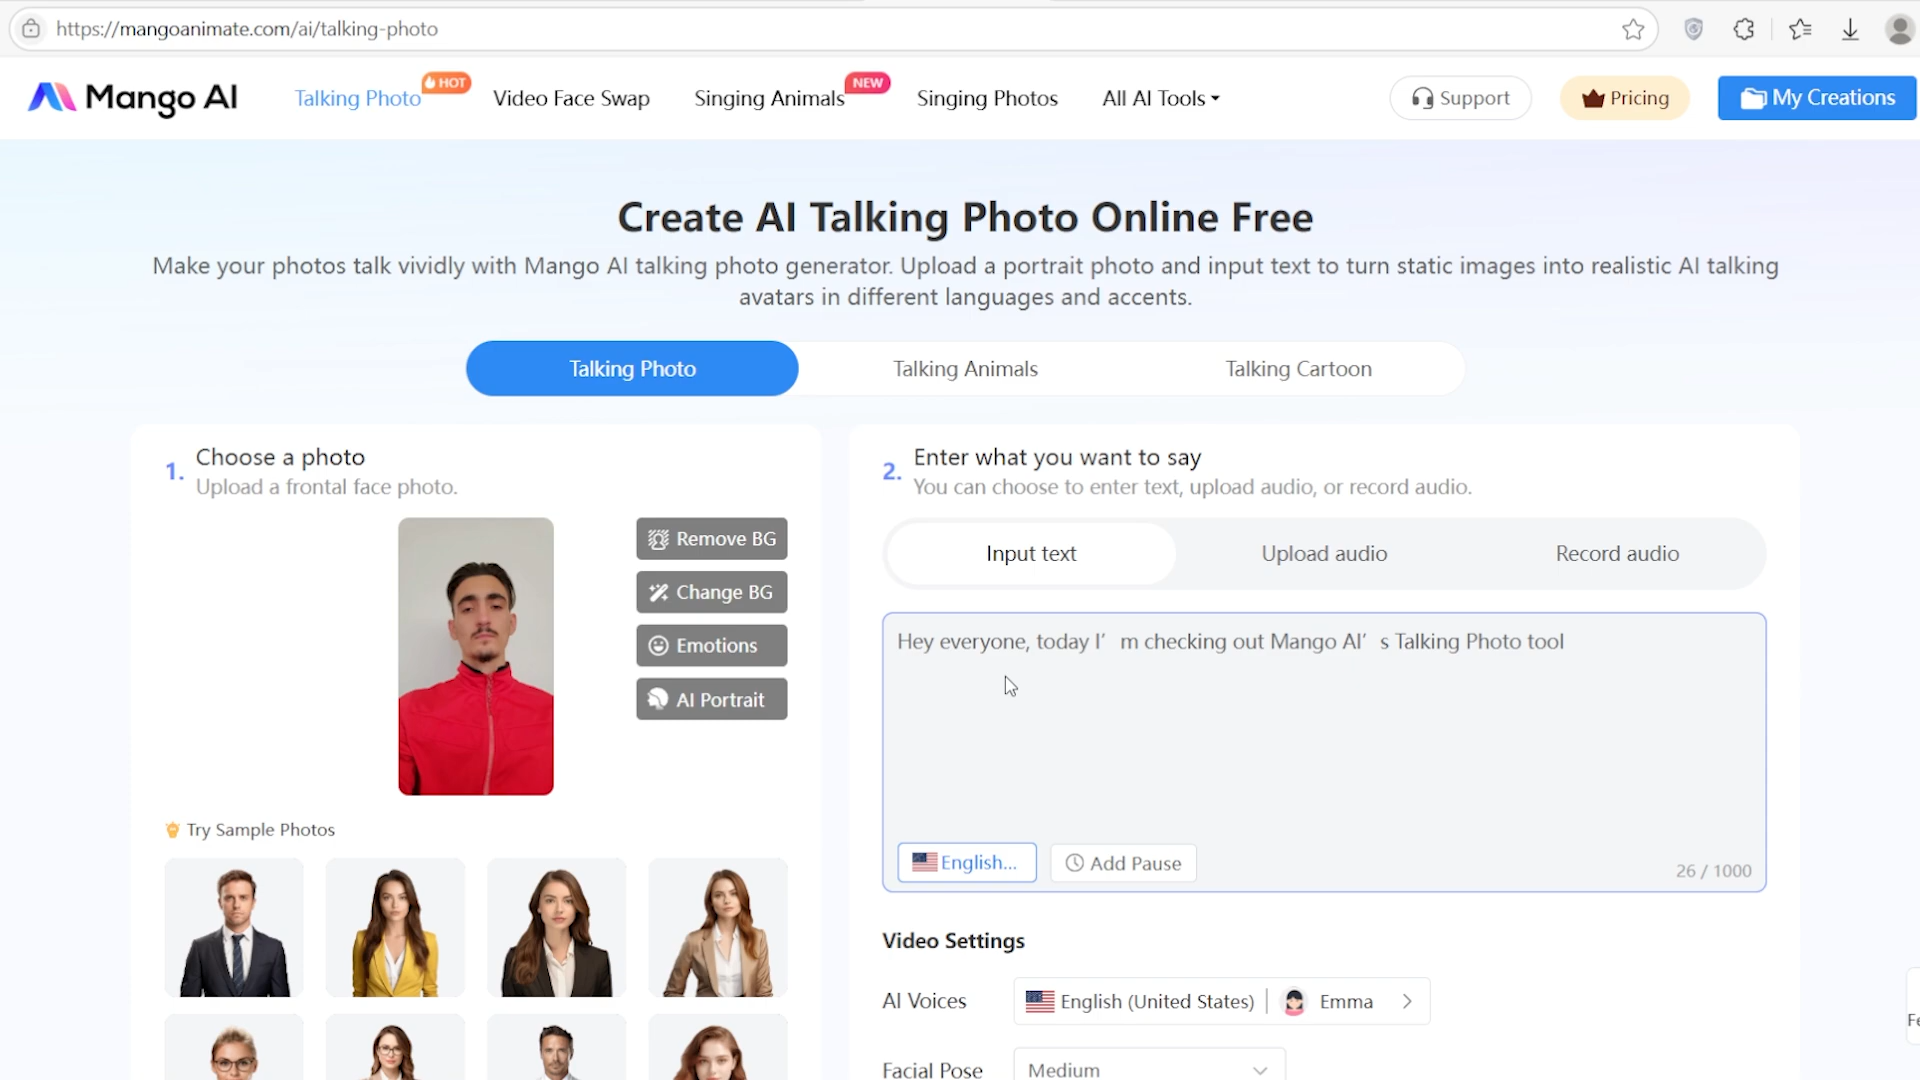 https://mangoanimate.com/ai/talking-photo
Mango AI
Talking Photo
HOT
Video Face Swap
Singing Animals
NEW
Singing Photos
All AI Tools
Support
Pricing
My Creations
Create AI Talking Photo Online Free
Make your photos talk vividly with Mango AI talking photo generator. Upload a portrait photo and input text to turn static images into realistic AI talking
avatars in different languages and accents.
Talking Photo
Talking Animals
Talking Cartoon
1. Choose a photo
Upload a frontal face photo.
Remove BG
Change BG
Emotions
AI Portrait
Try Sample Photos
2. Enter what you want to say
You can choose to enter text, upload audio, or record audio.
Input text
Upload audio
Record audio
Hey everyone, today I’m checking out Mango AI’s Talking Photo tool
English...
Add Pause
26 / 1000
Video Settings
AI Voices
English (United States)
Emma
Facial Pose
Medium